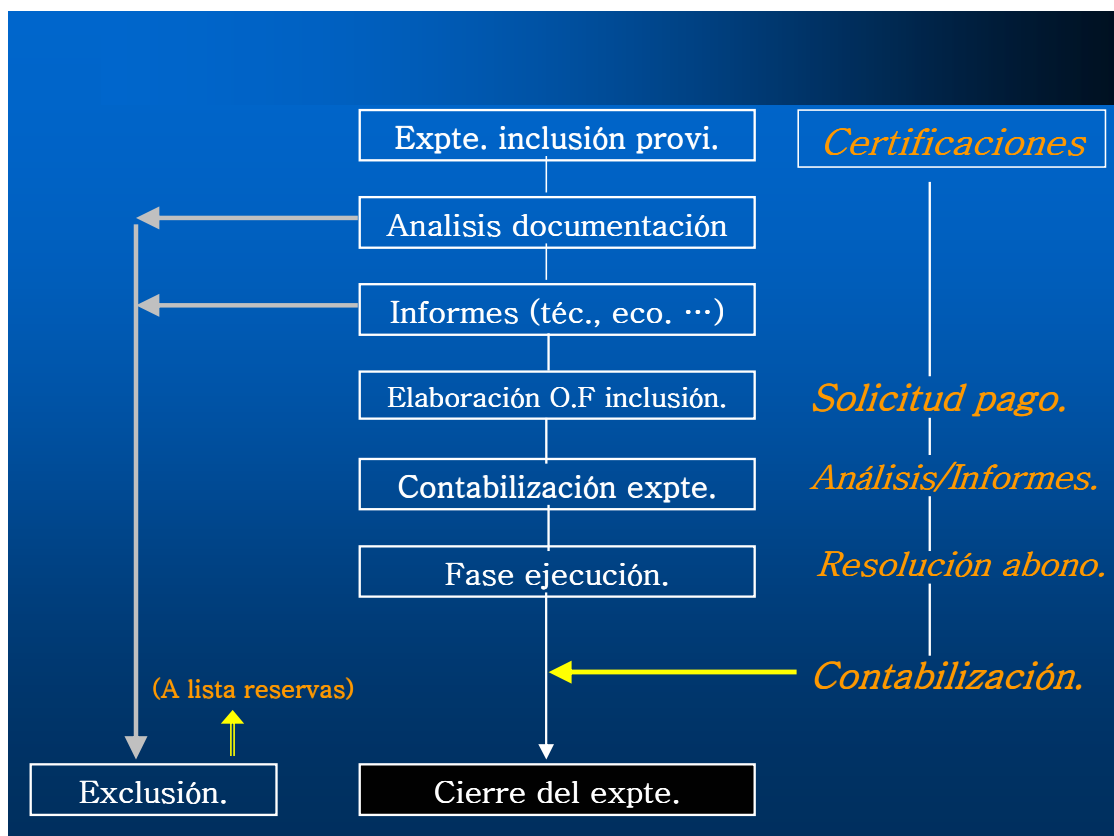 Expte. inclusión provi.
Certificaciones
Analisis documentación
Informes (téc., eco. …)
Elaboración O.F inclusión.
Solicitud pago.
Contabilización expte.
Análisis/Informes.
Fase ejecución.
Resolución abono.
Contabilización.
(A lista reservas)
Exclusión.
Cierre del expte.